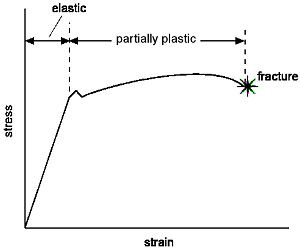 elastic
partially plastic
fracture
stress
strain